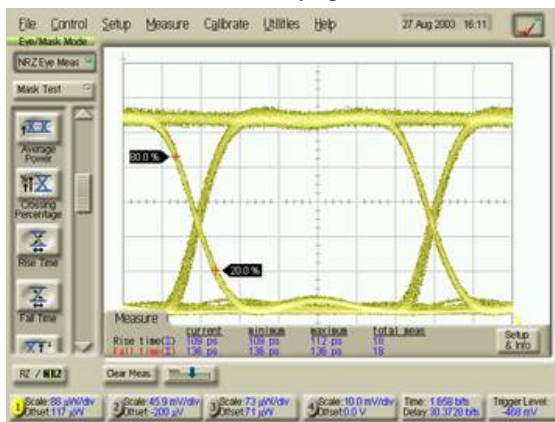 File Control Setup Measure Calibrate Utilities Help 27 Aug 2003 16:11
Eye/Mask Mode
NRZ Eye Meas
Mask Test
Average
Power
Crossing
Percentage
Rise Time
Fall Time
80.0 %
20.0 %
Measure
current minimum maximum total meas
Rise time(Σ) 109 ps 109 ps 112 ps 18
Fall time(Σ) 136 ps 136 ps 136 ps 18
Setup
& Info
RZ / NRZ
Clear Meas.
1 Scale:88 µW/div
Offset:117 µW
2 Scale:45.9 mV/div
Offset:-200 µV
3 Scale:73 µW/div
Offset:71 µW
4 Scale:10.0 mV/div
Offset:0.0 V
Time: 1.658 bits
Delay:30.3728 bits
Trigger Level:
-468 mV